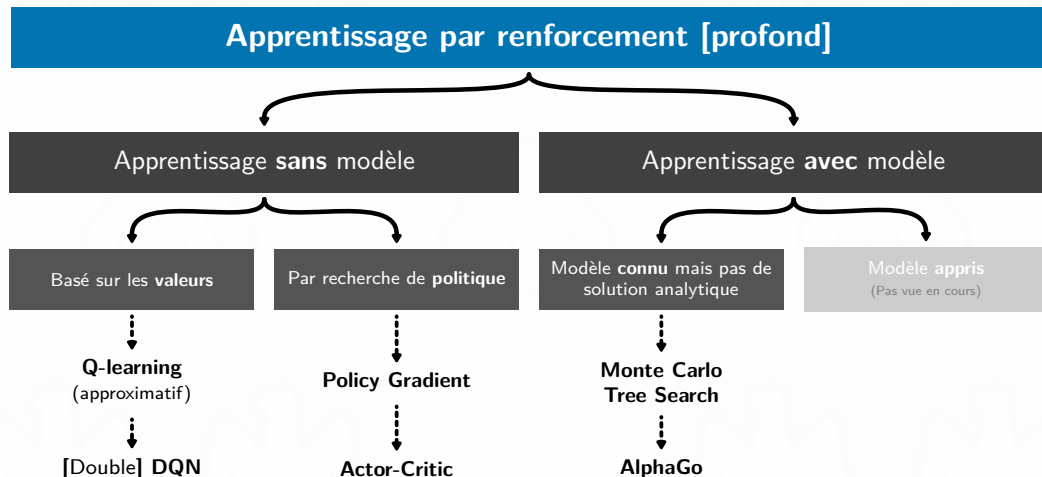 Apprentissage par renforcement [profond]
Apprentissage sans modèle
Apprentissage avec modèle
Basé sur les valeurs
Par recherche de politique
Modèle connu mais pas de
solution analytique
Modèle appris
(Pas vue en cours)
Q-learning
(approximatif)
Policy Gradient
Monte Carlo
Tree Search
[Double] DQN
Actor-Critic
AlphaGo